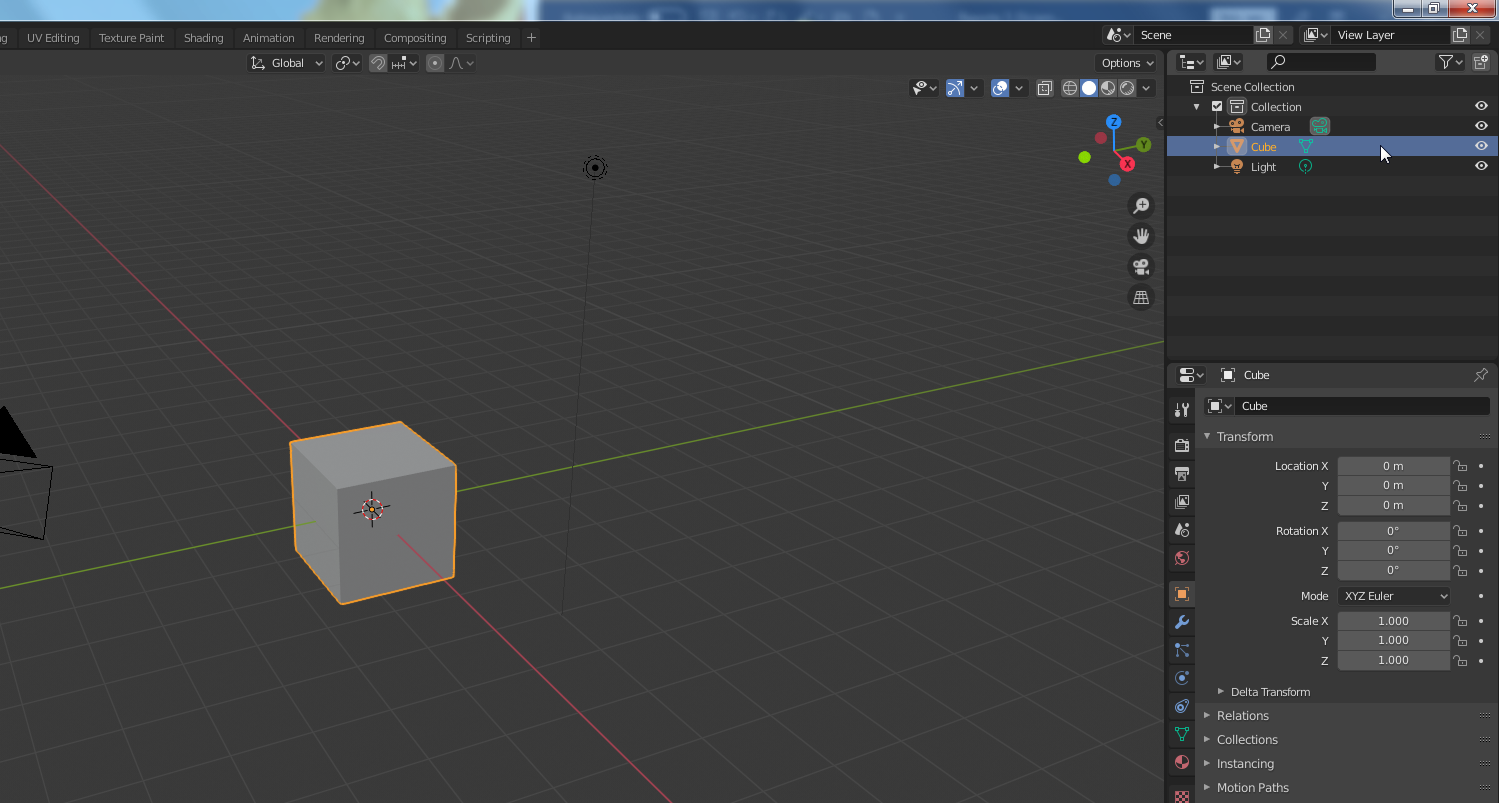 UV Editing Texture Paint Shading Animation Rendering Compositing Scripting +
Scene
View Layer
Global
Options
Z
Y
X
Scene Collection
Collection
Camera
Cube
Light
Cube
Cube
Transform
Location X 0 m
Y 0 m
Z 0 m
Rotation X 0°
Y 0°
Z 0°
Mode XYZ Euler
Scale X 1.000
Y 1.000
Z 1.000
Delta Transform
Relations
Collections
Instancing
Motion Paths